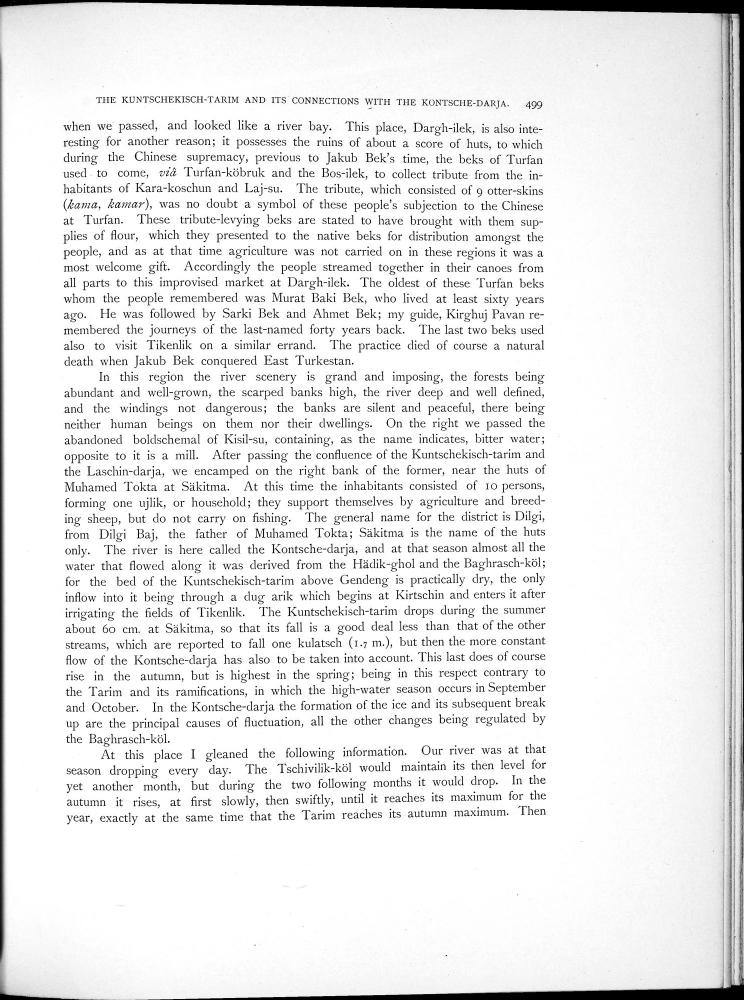 THE KUNTSCHEKISCH-TARIM AND ITS CONNECTIONS WITH THE KONTSCHE-DARJA. 499
when we passed, and looked like a river bay. This place, Dargh-ilek, is also inte-
resting for another reason; it possesses the ruins of about a score of huts, to which
during the Chinese supremacy, previous to Jakub Bek's time, the beks of Turfan
used to come, viâ Turfan-köbruk and the Bos-ilek, to collect tribute from the in-
habitants of Kara-koschun and Laj-su. The tribute, which consisted of 9 otter-skins
(kama, kamar), was no doubt a symbol of these people's subjection to the Chinese
at Turfan. These tribute-levying beks are stated to have brought with them sup-
plies of flour, which they presented to the native beks for distribution amongst the
people, and as at that time agriculture was not carried on in these regions it was a
most welcome gift. Accordingly the people streamed together in their canoes from
all parts to this improvised market at Dargh-ilek. The oldest of these Turfan beks
whom the people remembered was Murat Baki Bek, who lived at least sixty years
ago. He was followed by Sarki Bek and Ahmet Bek; my guide, Kirghuj Pavan re-
membered the journeys of the last-named forty years back. The last two beks used
also to visit Tikenlik on a similar errand. The practice died of course a natural
death when Jakub Bek conquered East Turkestan.
In this region the river scenery is grand and imposing, the forests being
abundant and well-grown, the scarped banks high, the river deep and well defined,
and the windings not dangerous; the banks are silent and peaceful, there being
neither human beings on them nor their dwellings. On the right we passed the
abandoned boldschemal of Kisil-su, containing, as the name indicates, bitter water;
opposite to it is a mill. After passing the confluence of the Kuntschekisch-tarim and
the Laschin-darja, we encamped on the right bank of the former, near the huts of
Muhamed Tokta at Säkitma. At this time the inhabitants consisted of 10 persons,
forming one ujlik, or household; they support themselves by agriculture and breed-
ing sheep, but do not carry on fishing. The general name for the district is Dilgi,
from Dilgi Baj, the father of Muhamed Tokta; Säkitma is the name of the huts
only. The river is here called the Kontsche-darja, and at that season almost all the
water that flowed along it was derived from the Hädik-ghol and the Baghrasch-köl;
for the bed of the Kuntschekisch-tarim above Gendeng is practically dry, the only
inflow into it being through a dug arik which begins at Kirtschin and enters it after
irrigating the fields of Tikenlik. The Kuntschekisch-tarim drops during the summer
about 60 cm. at Säkitma, so that its fall is a good deal less than that of the other
streams, which are reported to fall one kulatsch (1.7 m.), but then the more constant
flow of the Kontsche-darja has also to be taken into account. This last does of course
rise in the autumn, but is highest in the spring; being in this respect contrary to
the Tarim and its ramifications, in which the high-water season occurs in September
and October. In the Kontsche-darja the formation of the ice and its subsequent break
up are the principal causes of fluctuation, all the other changes being regulated by
the Baghrasch-köl.
At this place I gleaned the following information. Our river was at that
season dropping every day. The Tschivilik-köl would maintain its then level for
yet another month, but during the two following months it would drop. In the
autumn it rises, at first slowly, then swiftly, until it reaches its maximum for the
year, exactly at the same time that the Tarim reaches its autumn maximum. Then